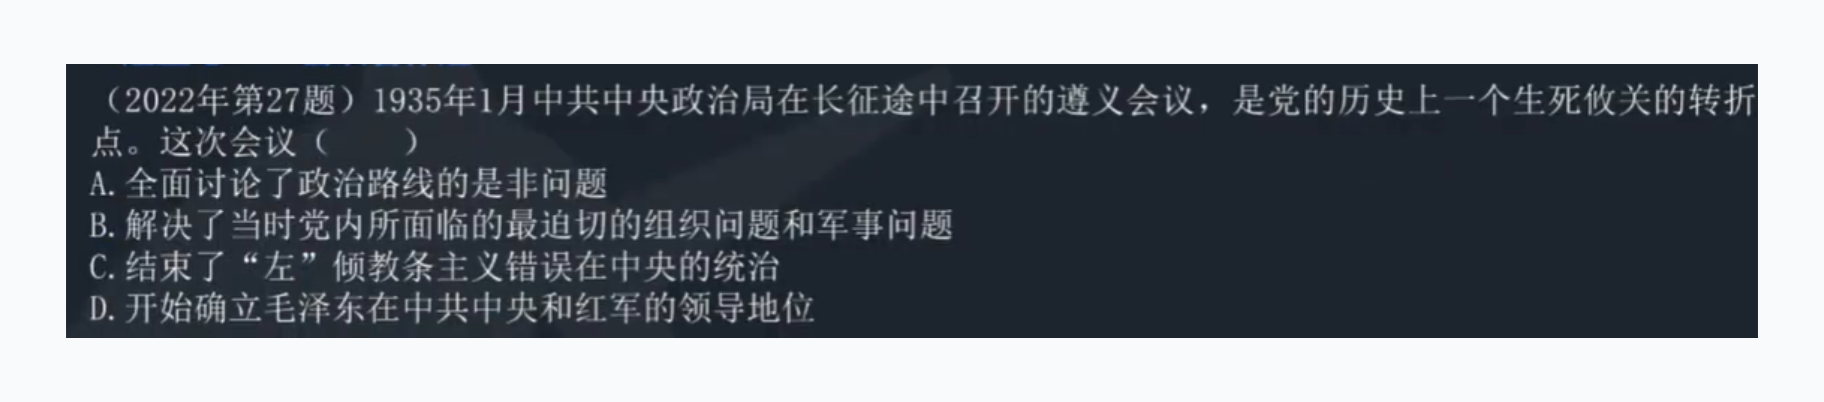 （2022年第27题）1935年1月中共中央政治局在长征途中召开的遵义会议，是党的历史上一个生死攸关的转折
点。这次会议（　　）
A.全面讨论了政治路线的是非问题
B.解决了当时党内所面临的最迫切的组织问题和军事问题
C.结束了“左”倾教条主义错误在中央的统治
D.开始确立毛泽东在中共中央和红军的领导地位